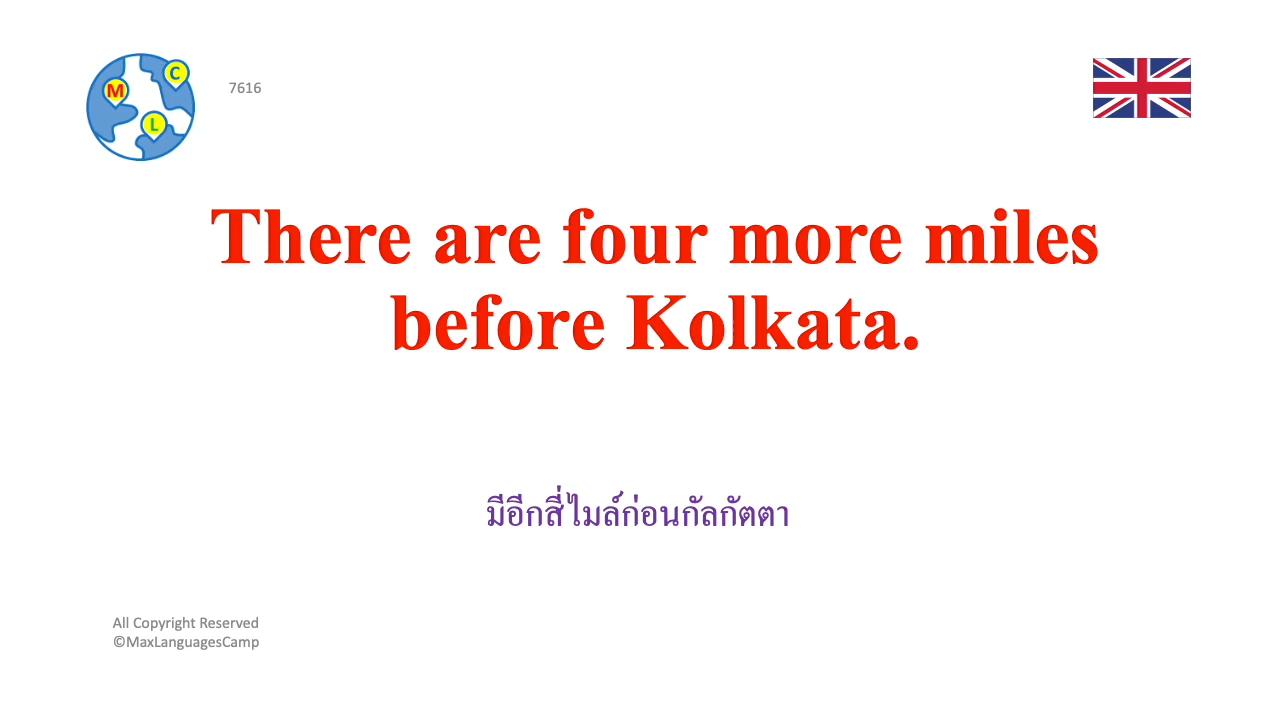 M
C
L
7616
There are four more miles
before Kolkata.
มีอีกสี่ไมล์ก่อนกัลกัตตา
All Copyright Reserved
©MaxLanguagesCamp